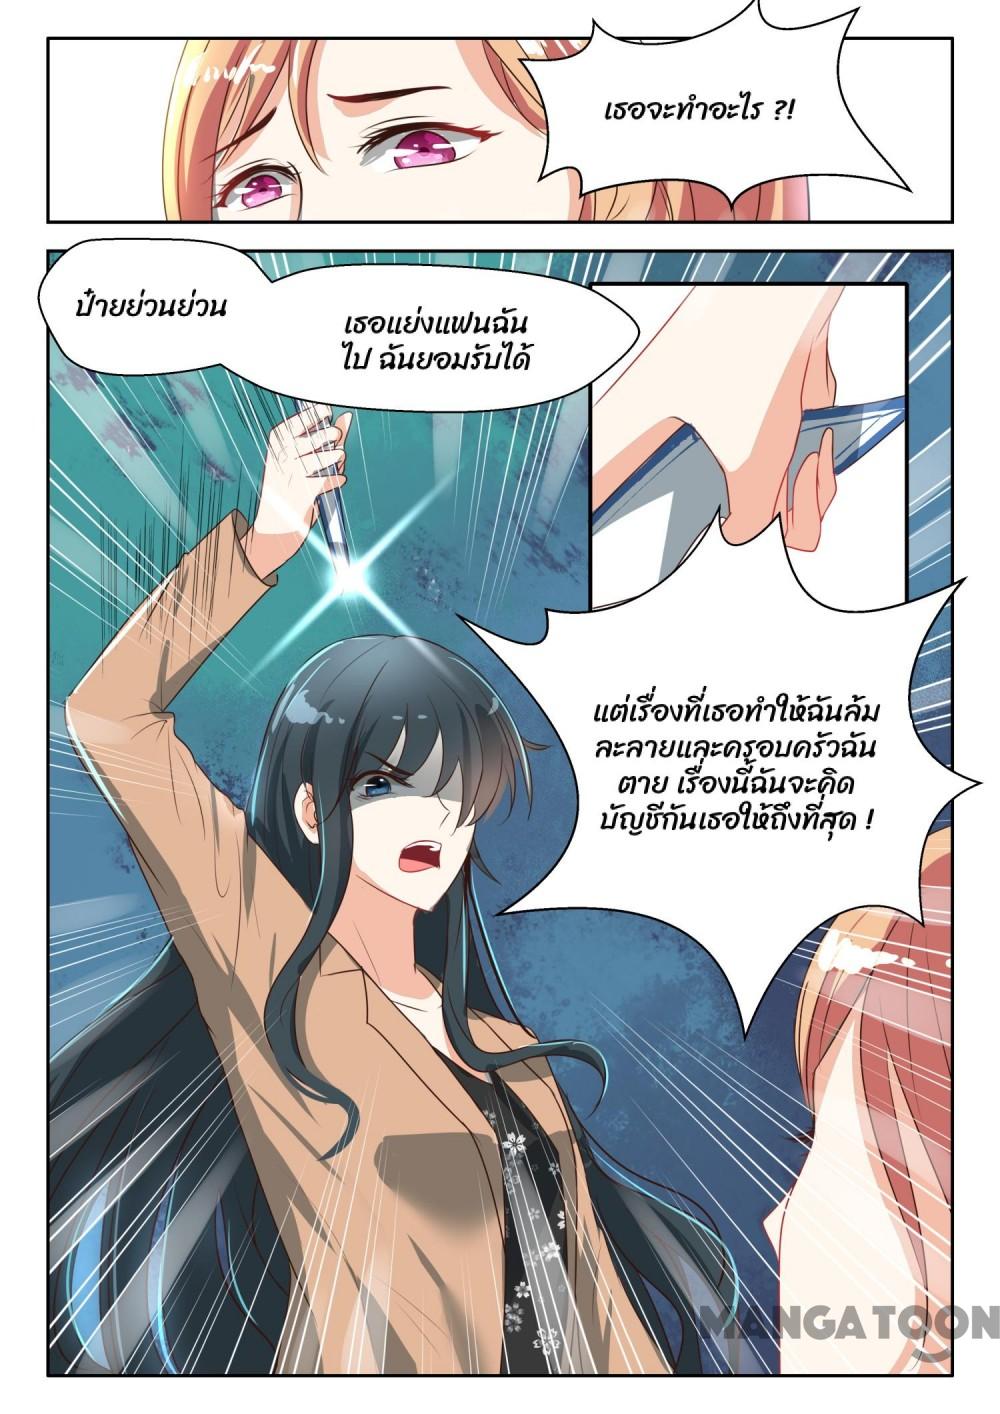 เธอจะทำอะไร ?!
ป๋ายย่วนย่วน
เธอแย่งแฟนฉัน
ไป ฉันยอมรับได้
แต่เรื่องที่เธอทำให้ฉันล้ม
ละลายและครอบครัวฉัน
ตาย เรื่องนี้ฉันจะคิด
บัญชีกันเธอให้ถึงที่สุด !
MANGATOON